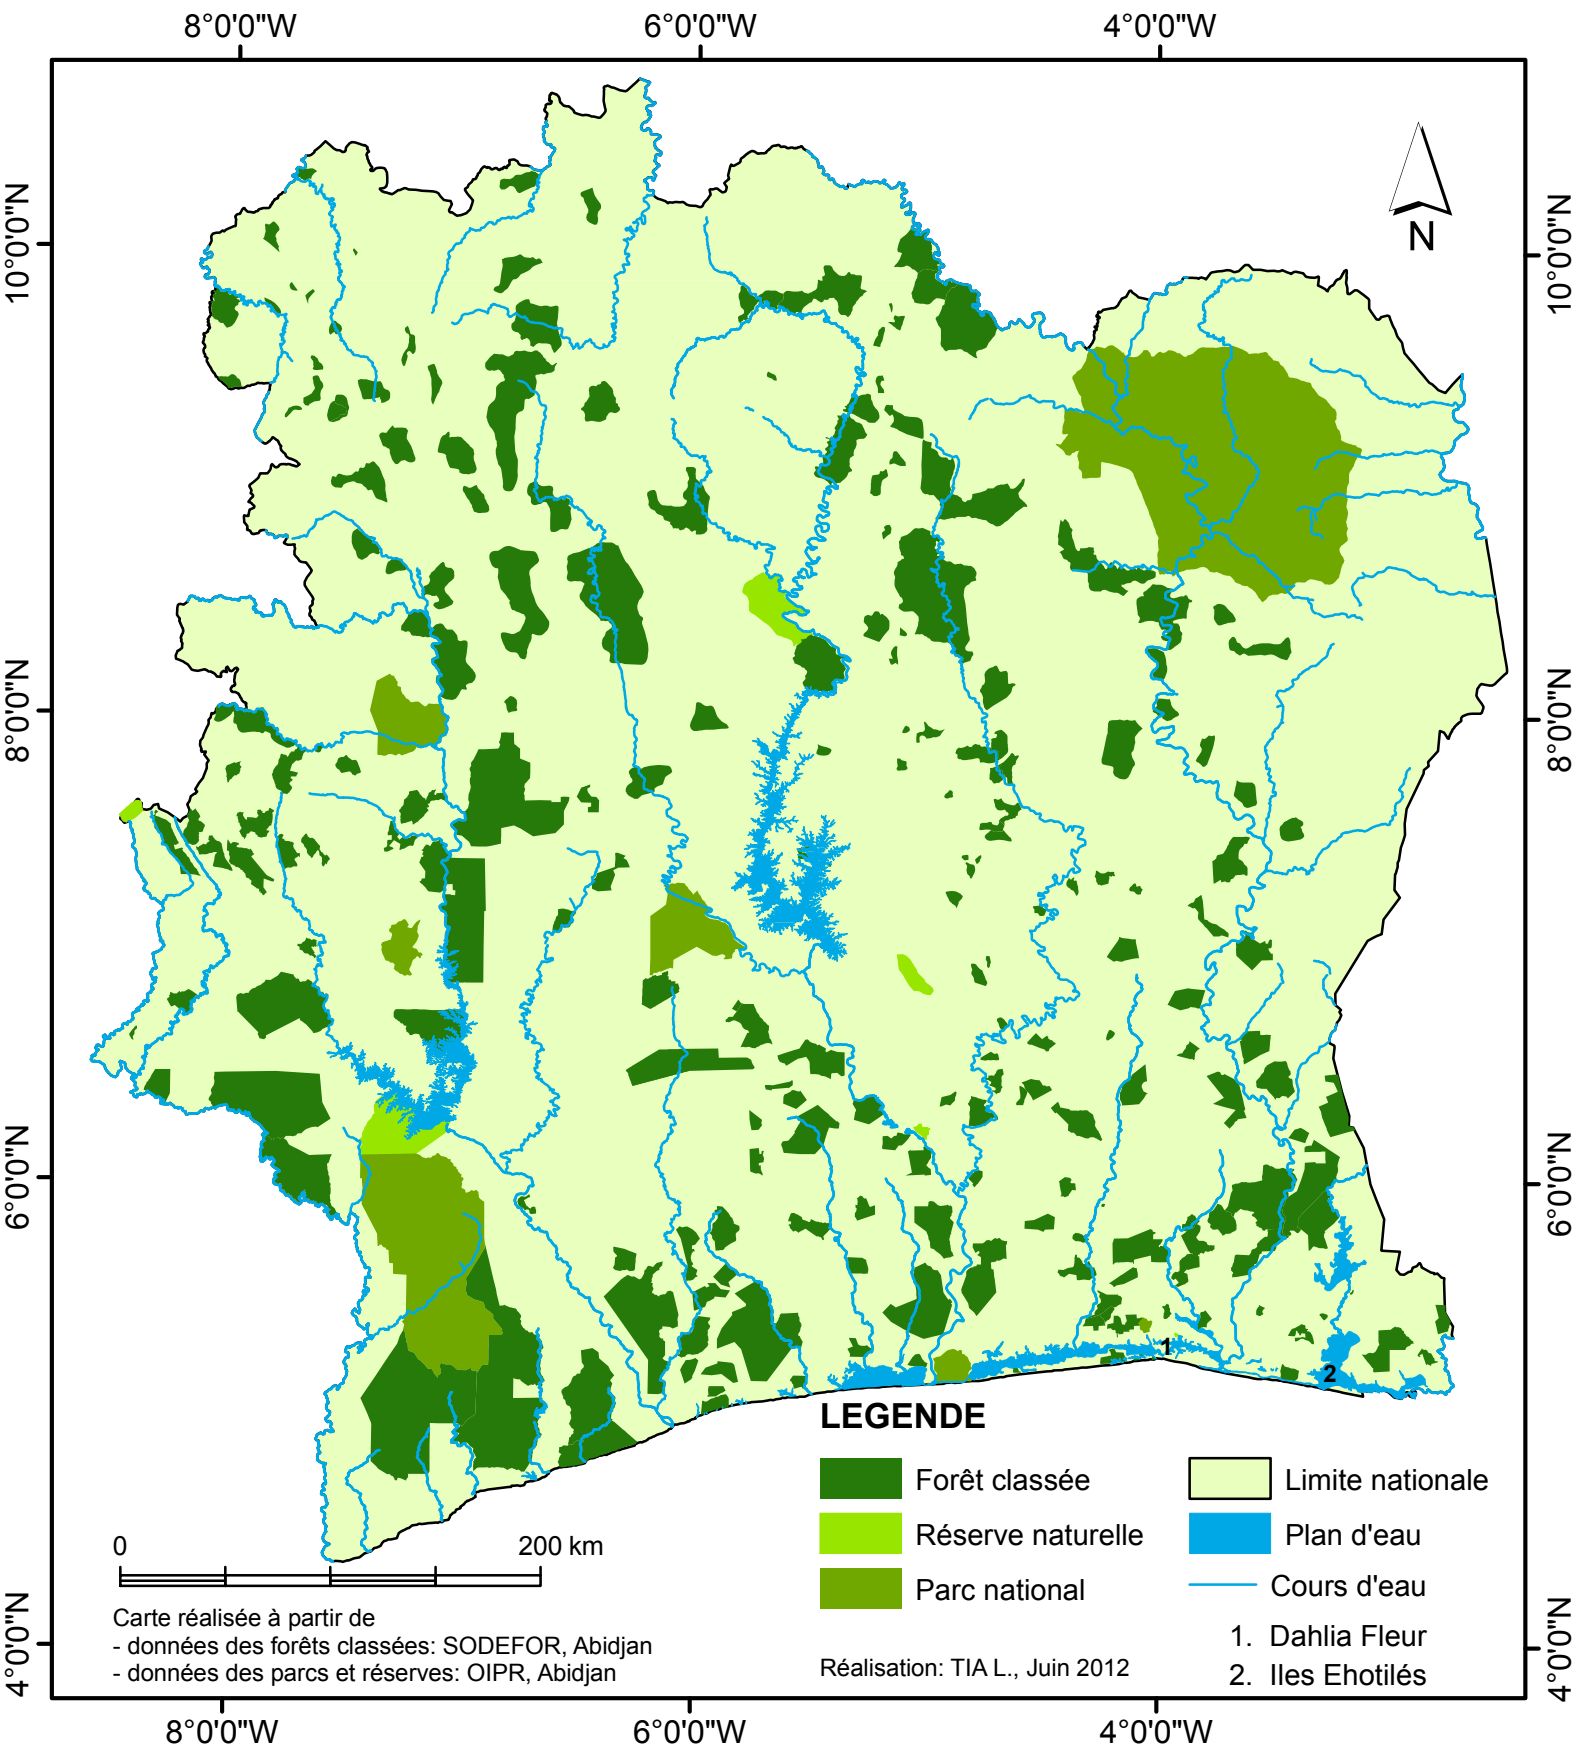 8°0'0"W 6°0'0"W 4°0'0"W
10°0'0"N
10°0'0"N
N
8°0'0"N
8°0'0"N
6°0'0"N
6°0'0"N
1
2
LEGENDE
Forêt classée
Limite nationale
Réserve naturelle
Plan d'eau
Parc national
Cours d'eau
1. Dahlia Fleur
2. Iles Ehotilés
0 200 km
Carte réalisée à partir de
- données des forêts classées: SODEFOR, Abidjan
- données des parcs et réserves: OIPR, Abidjan
Réalisation: TIA L., Juin 2012
4°0'0"N
4°0'0"N
8°0'0"W 6°0'0"W 4°0'0"W